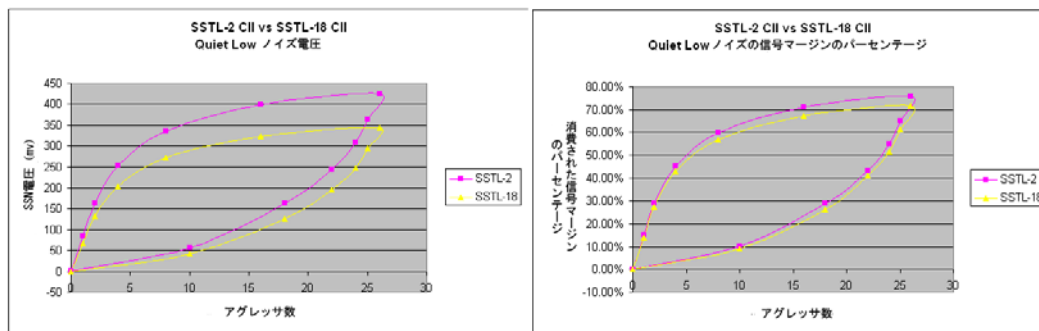 SSTL-2 CII vs SSTL-18 CII
Quiet Low ノイズ電圧
SSN電圧 (mv)
450
400
350
300
250
200
150
100
50
0
-50
0
5
10
15
20
25
30
アグレッサ数
SSTL-2
SSTL-18
SSTL-2 CII vs SSTL-18 CII
Quiet Low ノイズの信号マージンのパーセンテージ
消費された信号マージン
のパーセンテージ
80.00%
70.00%
60.00%
50.00%
40.00%
30.00%
20.00%
10.00%
0.00%
-10.00%
0
5
10
15
20
25
30
アグレッサ数
SSTL-2
SSTL-18